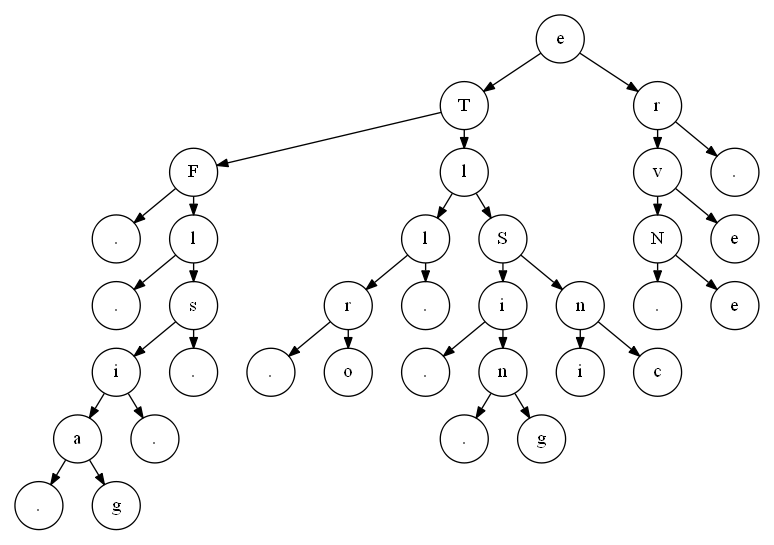 e
T r
F l v .
. l l S N e
. s r . i n . e
i . . o . n i c
a . . g
. g